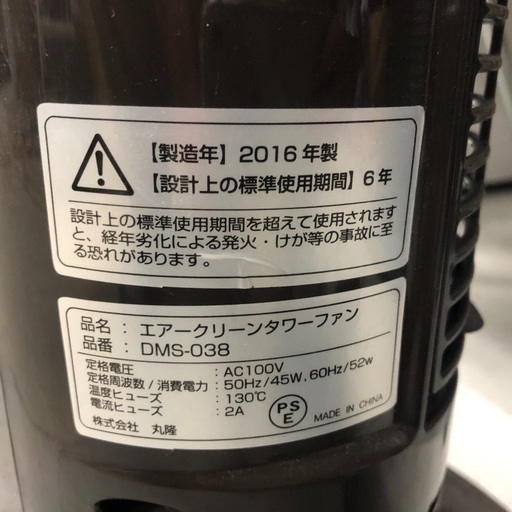 【製造年】2016年製
【設計上の標準使用期間】6年
設計上の標準使用期間を超えて使用されます
と、経年劣化による発火・けが等の事故に至
る恐れがあります。
品名：エアークリーンタワーファン
品番：DMS-038
定格電圧：AC100V
定格周波数/消費電力：50Hz/45W,60Hz/52w
温度ヒューズ：130℃
電流ヒューズ：2A
株式会社 丸隆
PSE
MADE IN CHINA